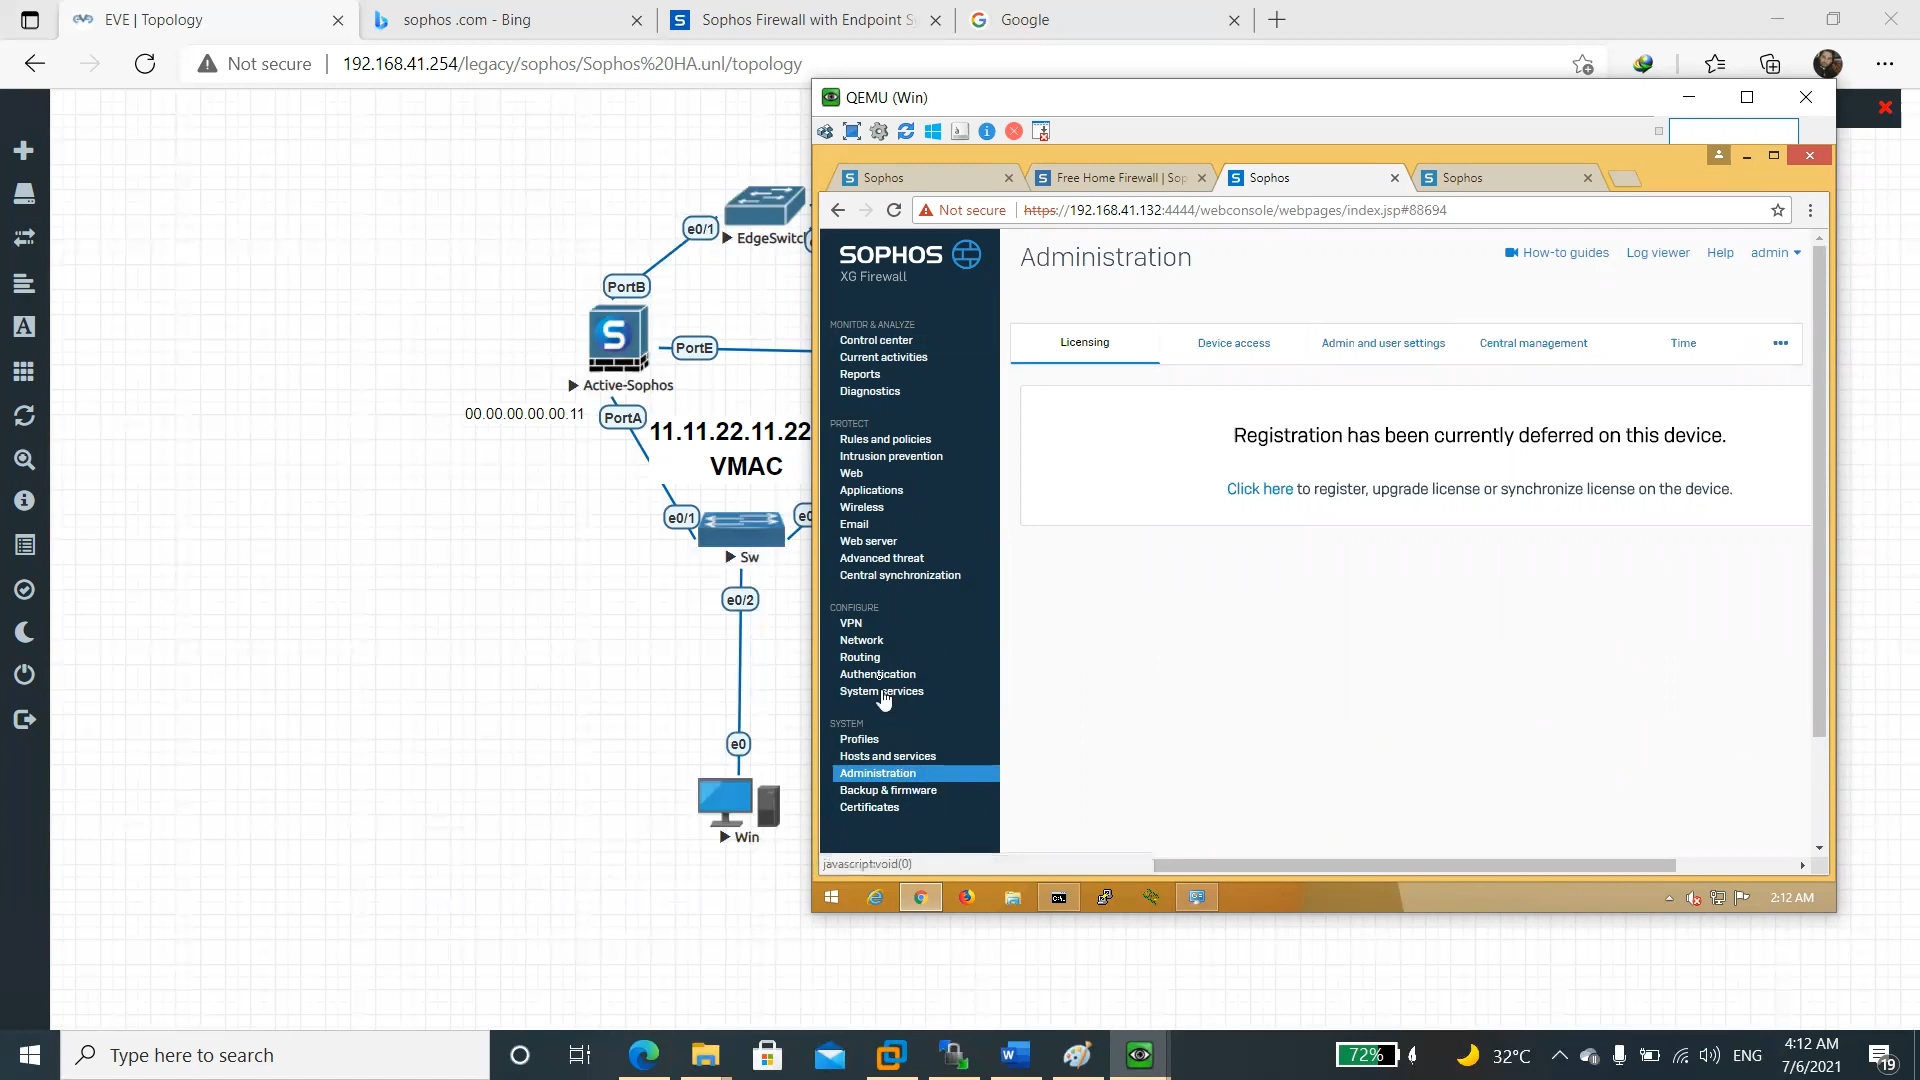 EVE | Topology
sophos .com - Bing
Sophos Firewall with Endpoint S
Google
Not secure
192.168.41.254/legacy/sophos/Sophos%20HA.unl/topology
QEMU (Win)
Sophos
Free Home Firewall | Sop
Sophos
Sophos
Not secure
https://192.168.41.132:4444/webconsole/webpages/index.jsp#88694
SOPHOS
XG Firewall
Administration
How-to guides
Log viewer
Help
admin
MONITOR & ANALYZE
Control center
Current activities
Reports
Diagnostics
PROTECT
Rules and policies
Intrusion prevention
Web
Applications
Wireless
Email
Web server
Advanced threat
Central synchronization
CONFIGURE
VPN
Network
Routing
Authentication
System services
SYSTEM
Profiles
Hosts and services
Administration
Backup & firmware
Certificates
Licensing
Device access
Admin and user settings
Central management
Time
Registration has been currently deferred on this device.
Click here to register, upgrade license or synchronize license on the device.
javascript:void(0)
2:12 AM
e0/1
EdgeSwitc
PortB
PortE
Active-Sophos
00.00.00.00.00.11
PortA
11.11.22.11.22
VMAC
e0/1
e0
Sw
e0/2
e0
Win
Type here to search
72%
32°C
ENG
4:12 AM
7/6/2021
19